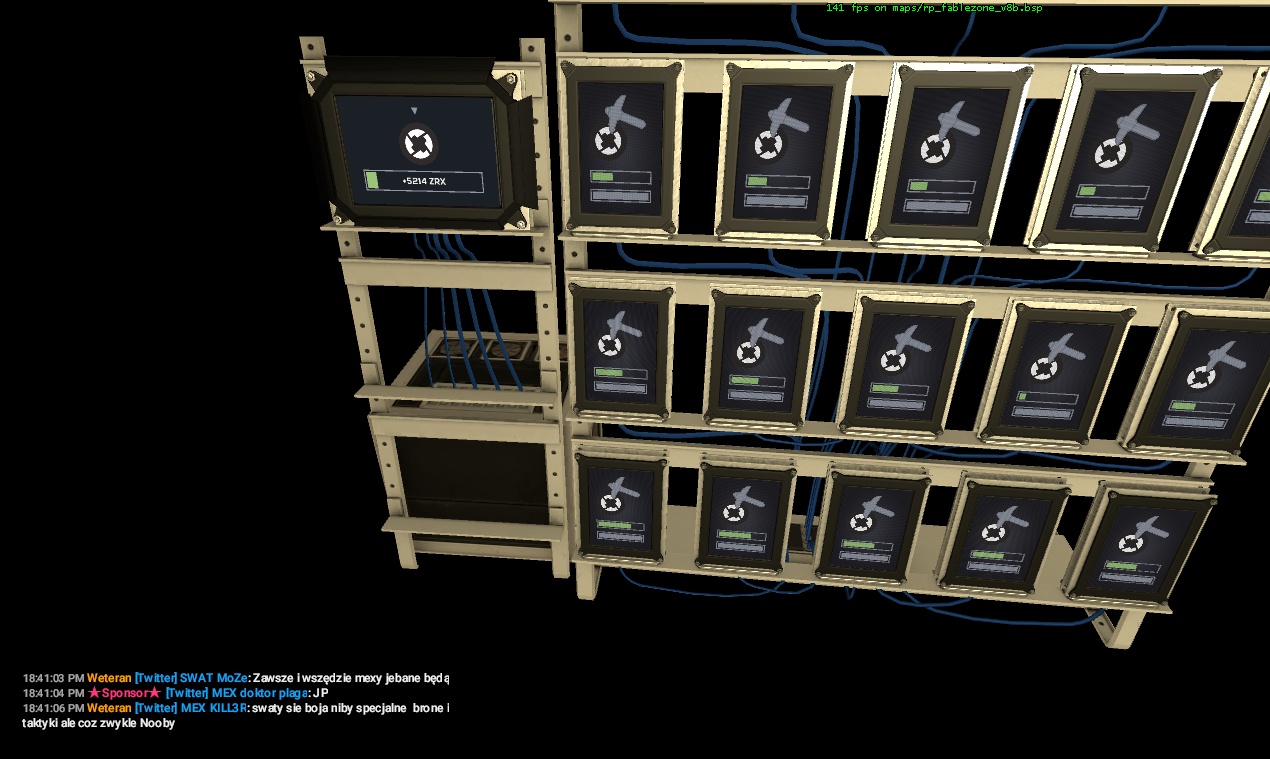 141 fps on maps/rp_fablezone_v8b.bsp
+5214 ZRX
18:41:03 PM Weteran [Twitter] SWAT MoZe: Zawsze i wszędzie mexy jebane będą
18:41:04 PM ★Sponsor★ [Twitter] MEX doktor plaga: JP
18:41:06 PM Weteran [Twitter] MEX KILL3R: swaty sie boja niby specjalne brone i
taktyki ale coz zwykle Nooby